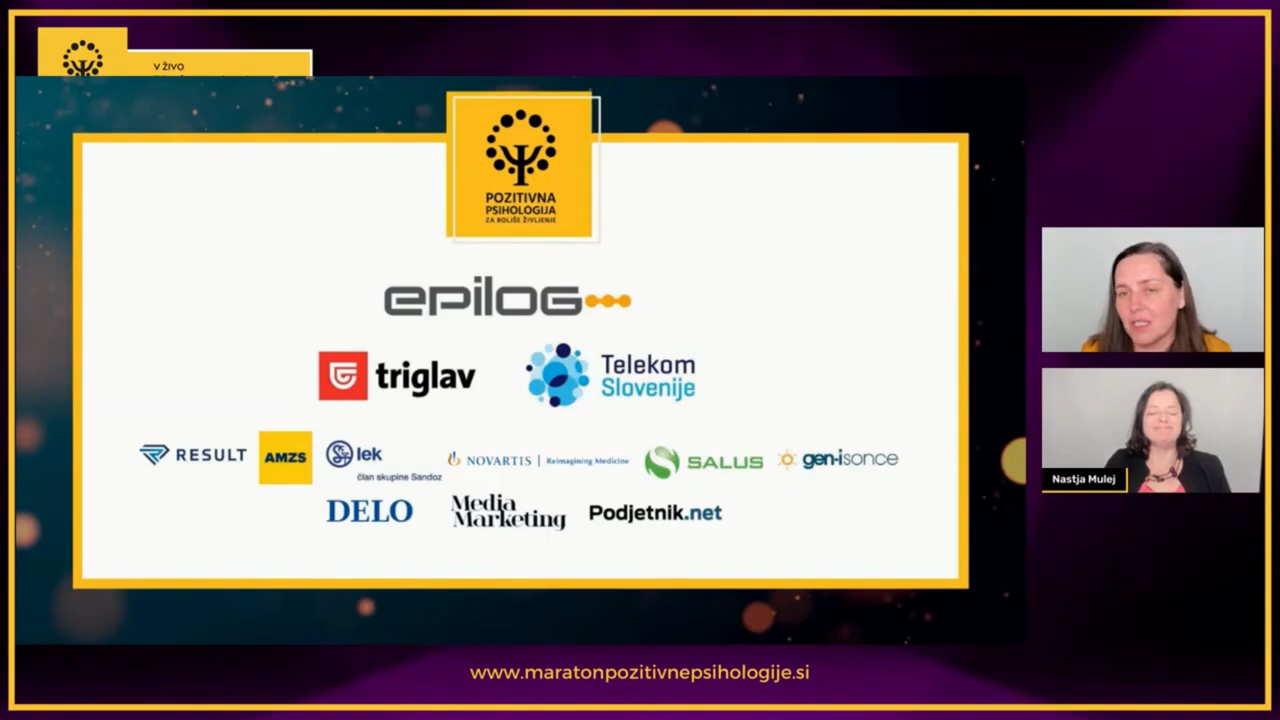 V ŽIVO
POZITIVNA
PSIHOLOGIJA
ZA BOLJŠE ŽIVLJENJE
epilog
triglav
Telekom
Slovenije
RESULT
AMZS
lek
član skupine Sandoz
NOVARTIS | Reimagining Medicine
SALUS
gen-isonce
DELO
Media
Marketing
Podjetnik.net
Nastja Mulej
www.maratonpozitivnepsihologije.si